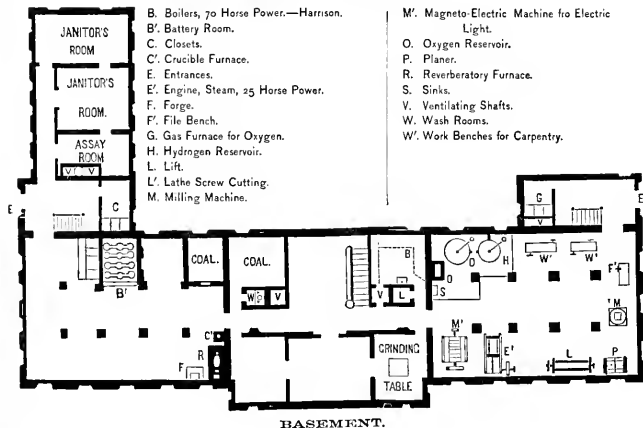 B. Boilers, 70 Horse Power.—Harrison.
B'. Battery Room.
C. Closets.
C'. Crucible Furnace.
E. Entrances.
E'. Engine, Steam, 25 Horse Power.
F. Forge.
F'. File Bench.
G. Gas Furnace for Oxygen.
H. Hydrogen Reservoir.
L. Lift.
L'. Lathe Screw Cutting.
M. Milling Machine.
M'. Magneto-Electric Machine fro Electric
Light.
O. Oxygen Reservoir.
P. Planer.
R. Reverberatory Furnace.
S. Sinks.
V. Ventilating Shafts.
W. Wash Rooms.
W'. Work Benches for Carpentry.
JANITOR'S
ROOM
JANITOR'S
ROOM.
ASSAY
ROOM
V V
E
C
G
V
E
COAL.
COAL.
B
O
H
W' W'
F'
B'
W
V
V
L
O
S
M
C'
R
F
GRINDING
TABLE
M'
E'
L
P
BASEMENT.